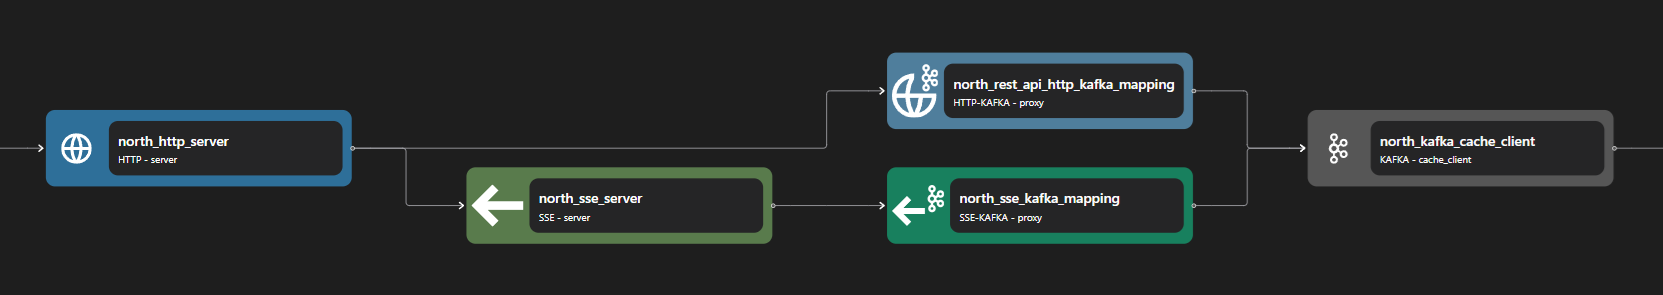 north_http_server
HTTP - server
north_sse_server
SSE - server
north_rest_api_http_kafka_mapping
HTTP-KAFKA - proxy
north_sse_kafka_mapping
SSE-KAFKA - proxy
north_kafka_cache_client
KAFKA - cache_client